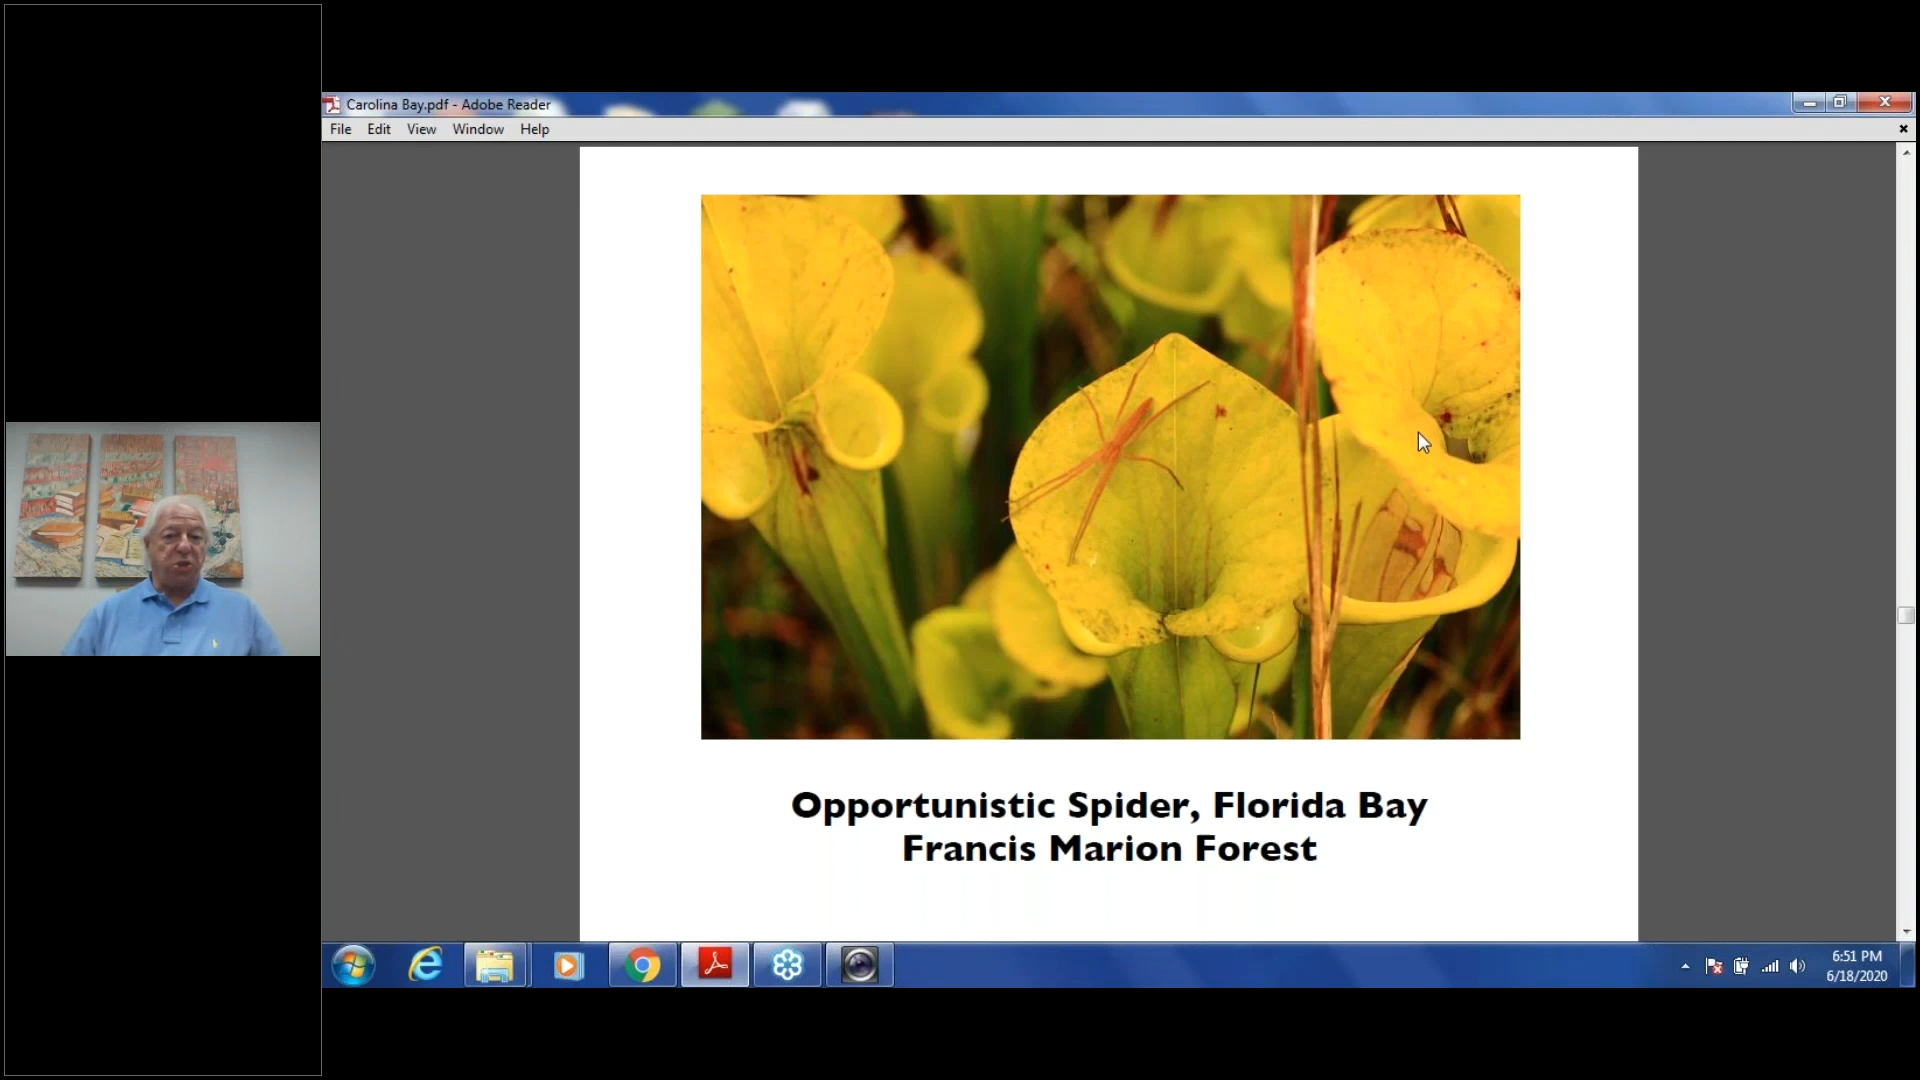 Carolina Bay.pdf - Adobe Reader
File Edit View Window Help
Opportunistic Spider, Florida Bay
Francis Marion Forest
6:51 PM
6/18/2020